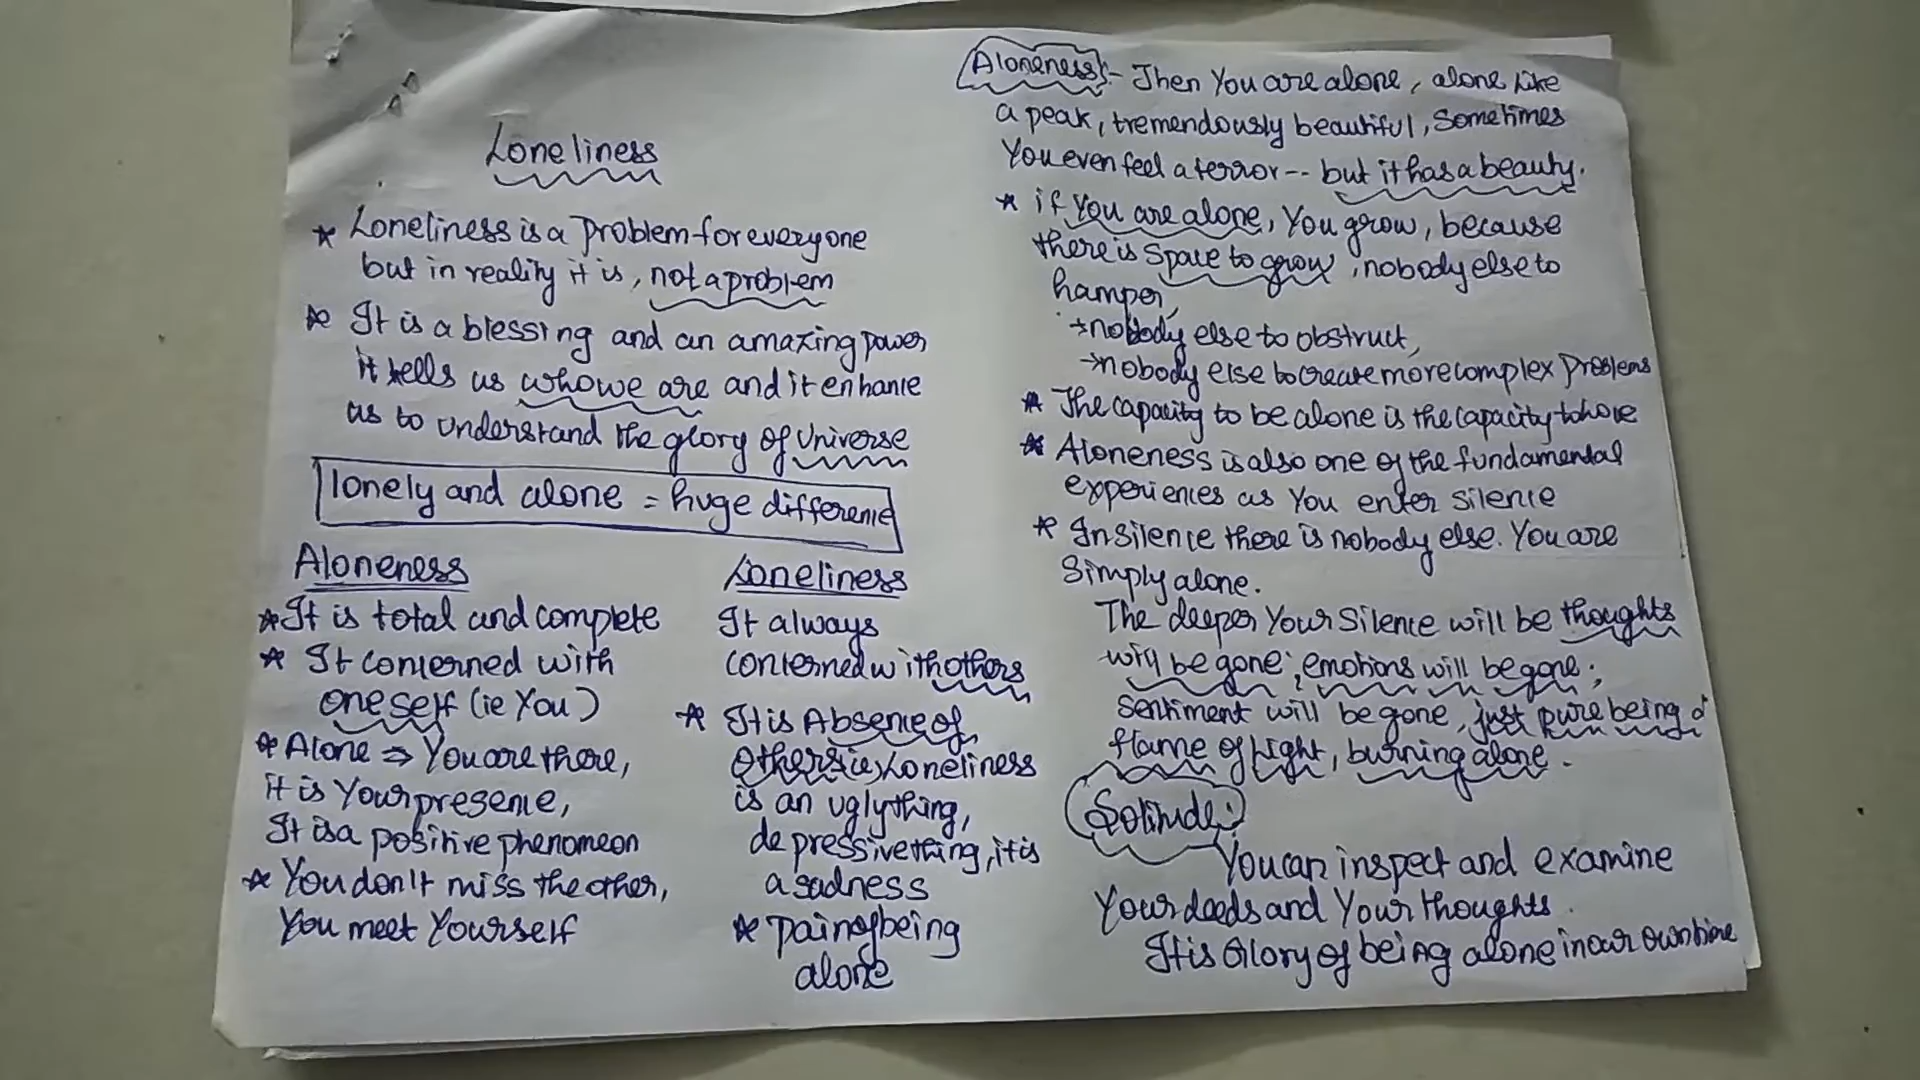 Loneliness
* Loneliness is a problem for everyone
but in reality it is, not a problem
* It is a blessing and an amazing power
it tells us who we are and it enhance
us to understand the glory of Universe
lonely and alone = huge difference
Aloneness
* It is total and complete
* It concerned with
oneself (ie You)
* Alone ⇒ You are there,
it is Your presence,
It is a positive phenomeon
* You don't miss the other,
You meet Yourself
Loneliness
It always
concerned with others
* It is Absence of
others (ie) Loneliness
is an ugly thing,
depressive thing, it is
a sadness
* pain of being
alone
Aloneness:- Then You are alone, alone like
a peak, tremendously beautiful, Sometimes
You even feel a terror -- but it has a beauty.
* if You are alone, You grow, because
there is Space to grow, nobody else to
hamper,
→ nobody else to obstruct,
→ nobody else to create more complex problems
* The capacity to be alone is the capacity to
* Aloneness is also one of the fundamental
experiences as You enter silence
* In Silence there is nobody else. You are
Simply alone.
The deeper Your Silence will be thoughts
will be gone; emotions will be gone;
sentiment will be gone, just pure being
flame of Light, burning alone.
Solitude:
You can inspect and examine
Your deeds and Your thoughts.
It is Glory of being alone in our own time